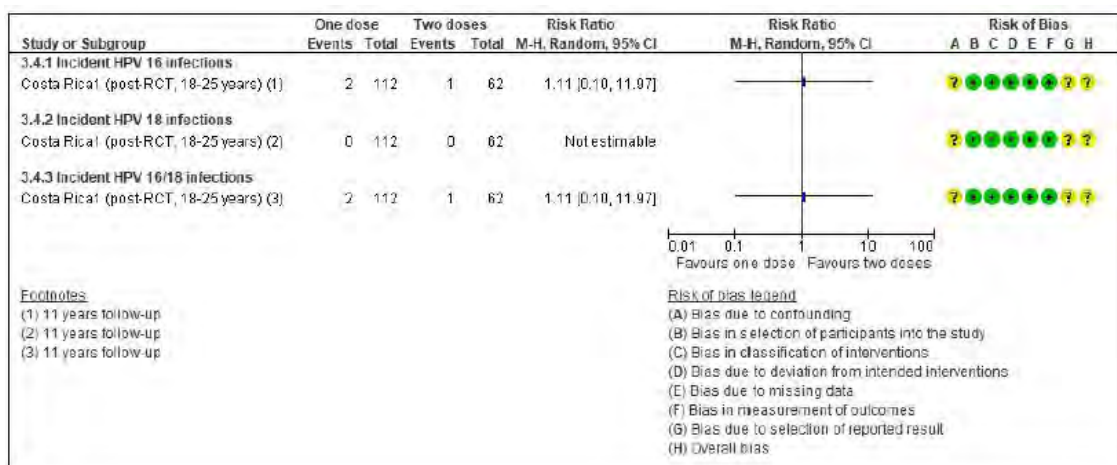 One dose Two doses Risk Ratio Risk Ratio Risk of Bias
Study or Subgroup Events Total Events Total M-H, Random, 95% CI M-H, Random, 95% CI A B C D E F G H
3.4.1 Incident HPV 16 infections
Costa Rica1 (post-RCT, 18-25 years) (1) 2 112 1 62 1.11 [0.10, 11.97] ? + + + + + ? ?
3.4.2 Incident HPV 18 infections
Costa Rica1 (post-RCT, 18-25 years) (2) 0 112 0 62 Not estimable ? + + + + + ? ?
3.4.3 Incident HPV 16/18 infections
Costa Rica1 (post-RCT, 18-25 years) (3) 2 112 1 62 1.11 [0.10, 11.97] ? + + + + + ? ?
0.01 0.1 1 10 100
Favours one dose Favours two doses
Footnotes
(1) 11 years follow-up
(2) 11 years follow-up
(3) 11 years follow-up
Risk of bias legend
(A) Bias due to confounding
(B) Bias in selection of participants into the study
(C) Bias in classification of interventions
(D) Bias due to deviation from intended interventions
(E) Bias due to missing data
(F) Bias in measurement of outcomes
(G) Bias due to selection of reported result
(H) Overall bias